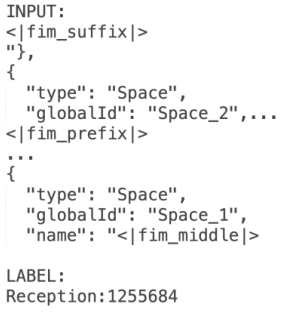 INPUT:
<|fim_suffix|>
"},
{
  "type": "Space",
  "globalId": "Space_2",...
<|fim_prefix|>
...
{
  "type": "Space",
  "globalId": "Space_1",
  "name": "<|fim_middle|>

LABEL:
Reception:1255684